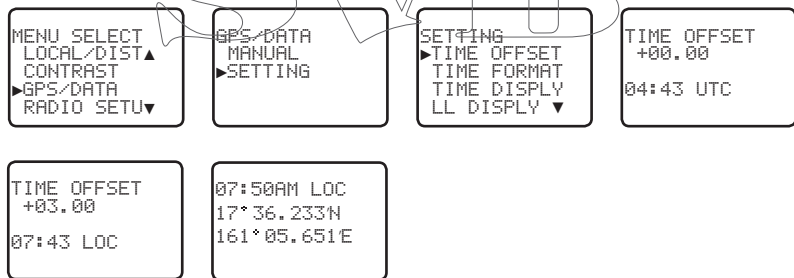 MENU SELECT
LOCAL/DIST▲
CONTRAST
►GPS/DATA
RADIO SETU▼
GPS/DATA
MANUAL
►SETTING
SETTING
►TIME OFFSET
TIME FORMAT
TIME DISPLY
LL DISPLY ▼
TIME OFFSET
+00.00
04:43 UTC
TIME OFFSET
+03.00
07:43 LOC
07:50AM LOC
17°36.233'N
161°05.651'E